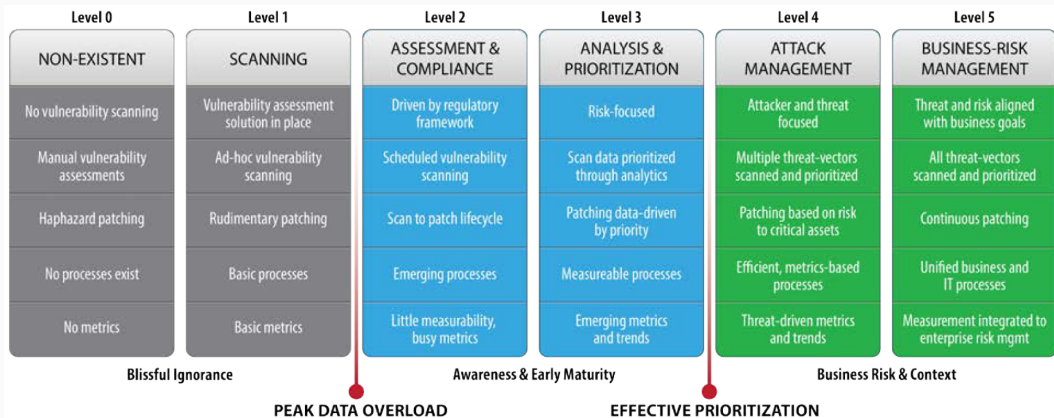 Level 0
Level 1
Level 2
Level 3
Level 4
Level 5
NON-EXISTENT
SCANNING
ASSESSMENT &
COMPLIANCE
ANALYSIS &
PRIORITIZATION
ATTACK
MANAGEMENT
BUSINESS-RISK
MANAGEMENT
No vulnerability scanning
Vulnerability assessment
solution in place
Driven by regulatory
framework
Risk-focused
Attacker and threat
focused
Threat and risk aligned
with business goals
Manual vulnerability
assessments
Ad-hoc vulnerability
scanning
Scheduled vulnerability
scanning
Scan data prioritized
through analytics
Multiple threat-vectors
scanned and prioritized
All threat-vectors
scanned and prioritized
Haphazard patching
Rudimentary patching
Scan to patch lifecycle
Patching data-driven
by priority
Patching based on risk
to critical assets
Continuous patching
No processes exist
Basic processes
Emerging processes
Measureable processes
Efficient, metrics-based
processes
Unified business and
IT processes
No metrics
Basic metrics
Little measurability,
busy metrics
Emerging metrics
and trends
Threat-driven metrics
and trends
Measurement integrated to
enterprise risk mgmt
Blissful Ignorance
Awareness & Early Maturity
Business Risk & Context
PEAK DATA OVERLOAD
EFFECTIVE PRIORITIZATION